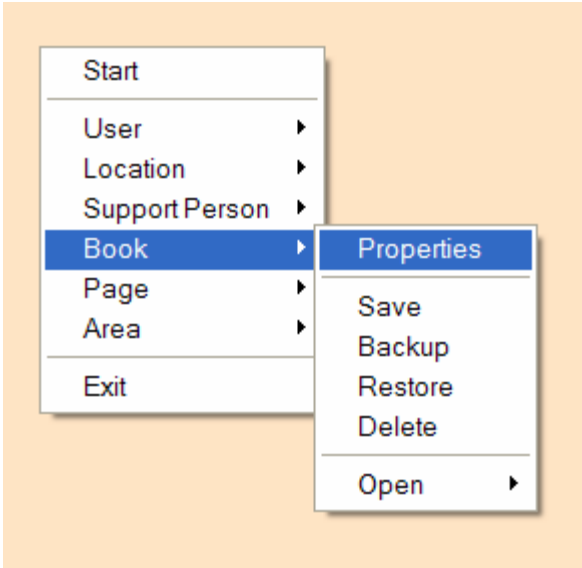 Start
User
Location
Support Person
Book
Page
Area
Exit
Properties
Save
Backup
Restore
Delete
Open